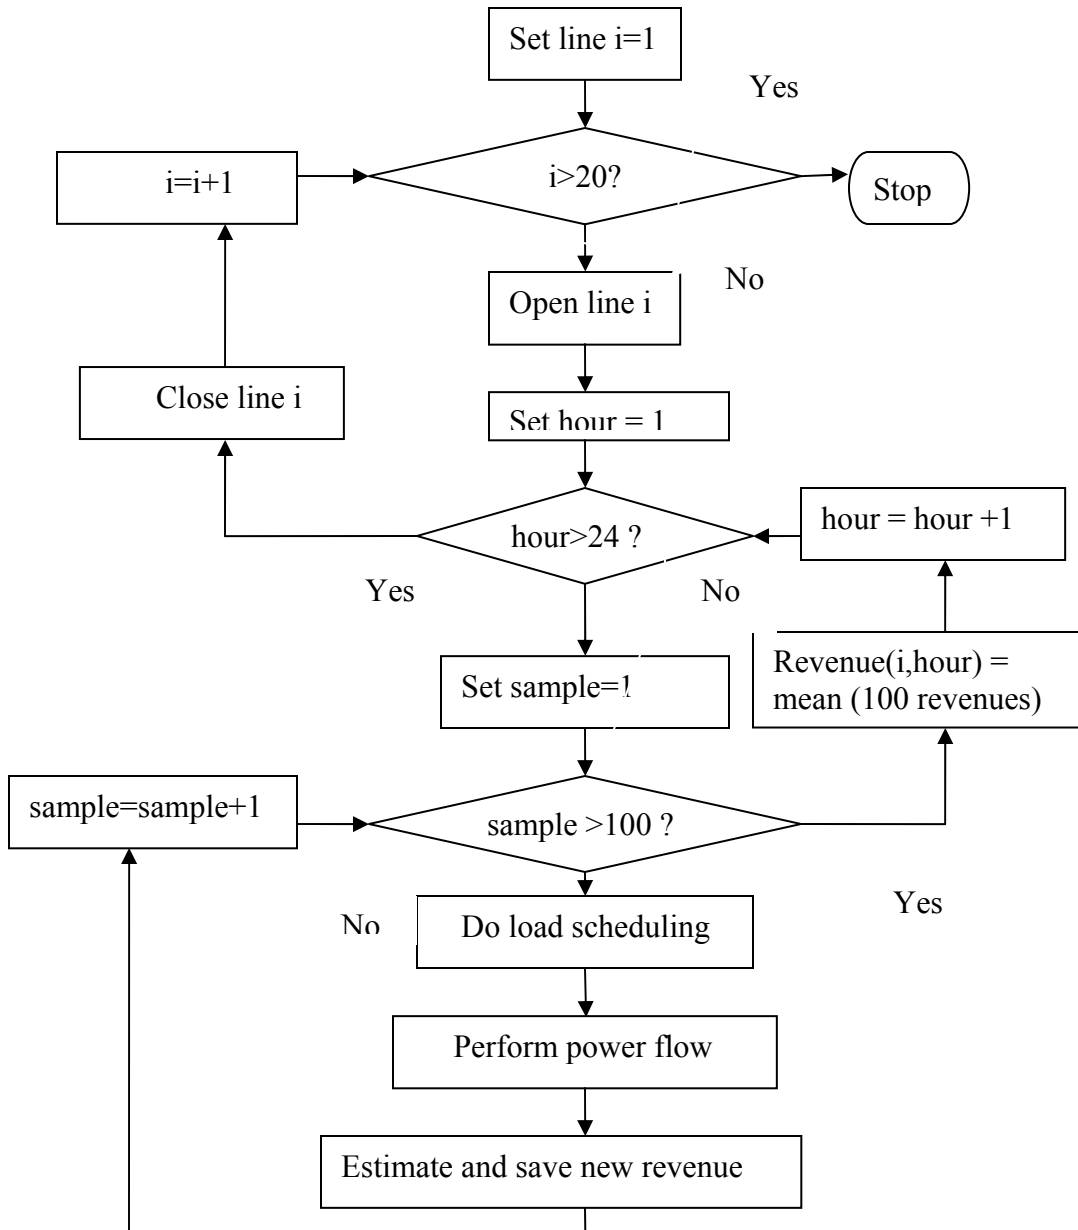 Set line i=1
Yes
i=i+1
i>20?
Stop
No
Open line i
Close line i
Set hour = 1
hour = hour +1
hour>24 ?
Yes
No
Revenue(i,hour) =
mean (100 revenues)
Set sample=1
sample=sample+1
sample >100 ?
Yes
No
Do load scheduling
Perform power flow
Estimate and save new revenue